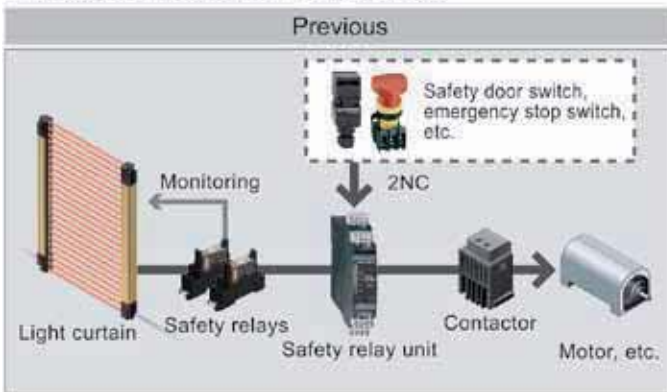 Previous
Safety door switch,
emergency stop switch,
etc.
Monitoring
2NC
Light curtain
Safety relays
Safety relay unit
Contactor
Motor, etc.